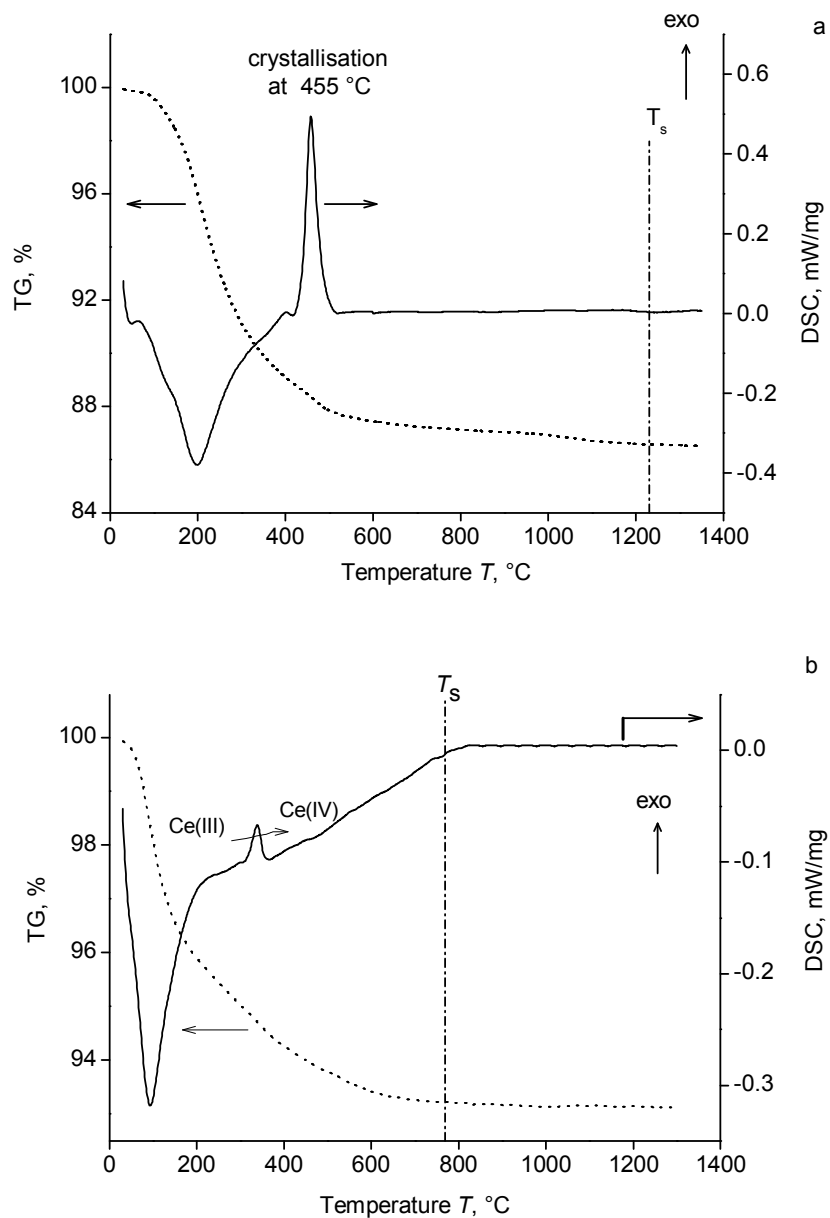 a
exo
crystallisation
at 455 °C
T s
100
96
92
88
84
TG, %
0.6
0.4
0.2
0.0
-0.2
-0.4
DSC, mW/mg
0 200 400 600 800 1000 1200 1400
Temperature T, °C
b
T s
100
98
96
94
TG, %
Ce(III)
Ce(IV)
exo
0.0
-0.1
-0.2
-0.3
DSC, mW/mg
0 200 400 600 800 1000 1200 1400
Temperature T, °C